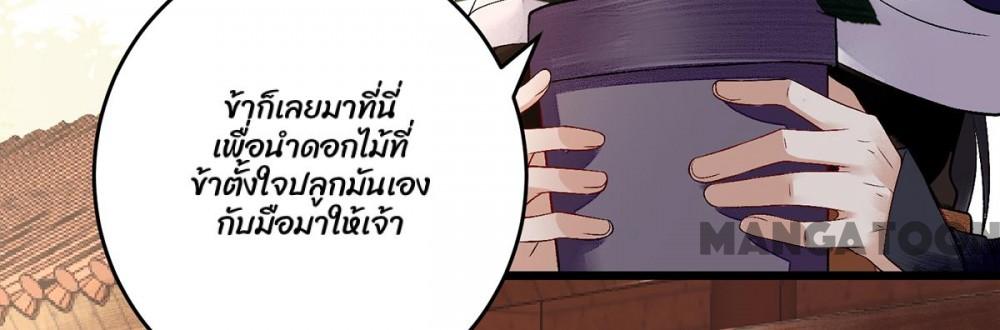 ข้าก็เลยมาที่นี่
เพื่อนำดอกไม้ที่
ข้าตั้งใจปลูกมันเอง
กับมือมาให้เจ้า
MANGATOON